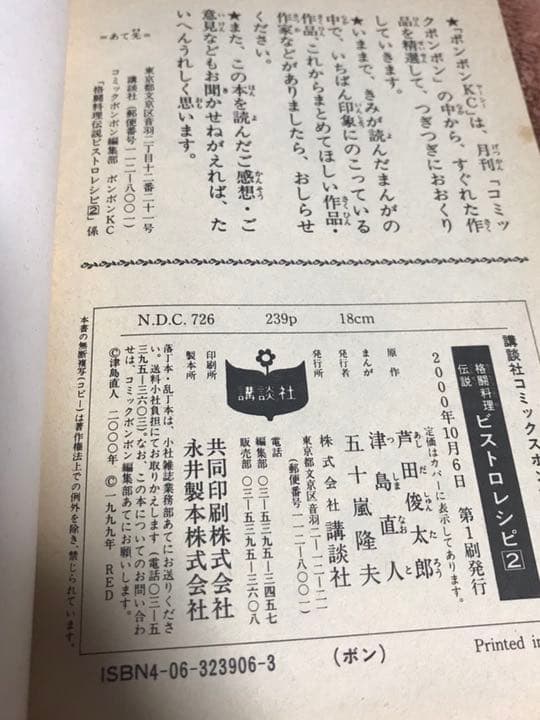 ★「ボンボンKC」は、月刊「コミッ
クボンボン」の中から、すぐれた作
品を精選して、つぎつぎにおおくり
していきます。
★いままで、きみが読んだまんがの
中で、いちばん印象にのこっている
作品、これからまとめてほしい作品・
作家などがありましたら、おしらせ
ください。
★また、この本を読んだご感想・ご
意見などもお聞かせねがえれば、た
いへんうれしく思います。
=あて先=
東京都文京区音羽二丁目十二番二十一号
講談社(郵便番号一一二-八〇〇一)
コミックボンボン編集部 ボンボンKC
「格闘料理伝説ビストロレシピ2」係
N.D.C. 726 239p 18cm
講談社コミックスボン
格闘料理伝説 ビストロレシピ 2
2000年10月6日 第1刷発行
定価はカバーに表示してあります。
原作 芦田俊太郎
まんが 津島直人
発行者 五十嵐隆夫
発行所 株式会社 講談社
東京都文京区音羽二-一二-二一
(郵便番号一一二-八〇〇一)
電話
編集部 〇三-五三九五-三四五七
販売部 〇三-五三九五-三六〇八
講談社
印刷所 共同印刷株式会社
製本所 永井製本株式会社
落丁本・乱丁本は、小社雑誌業務部あてにお送りくださ
い。送料小社負担にてお取りかえします(電話〇三-五
三九五-三六〇三)。なお、この本についてのお問い合わ
せは、コミックボンボン編集部あてにお願いします。
©津島直人 二〇〇〇年 © 一九九九年 RED
本書の無断複写(コピー)は著作権法上での例外を除き、禁じられています。
ISBN4-06-323906-3 (ボン) Printed in